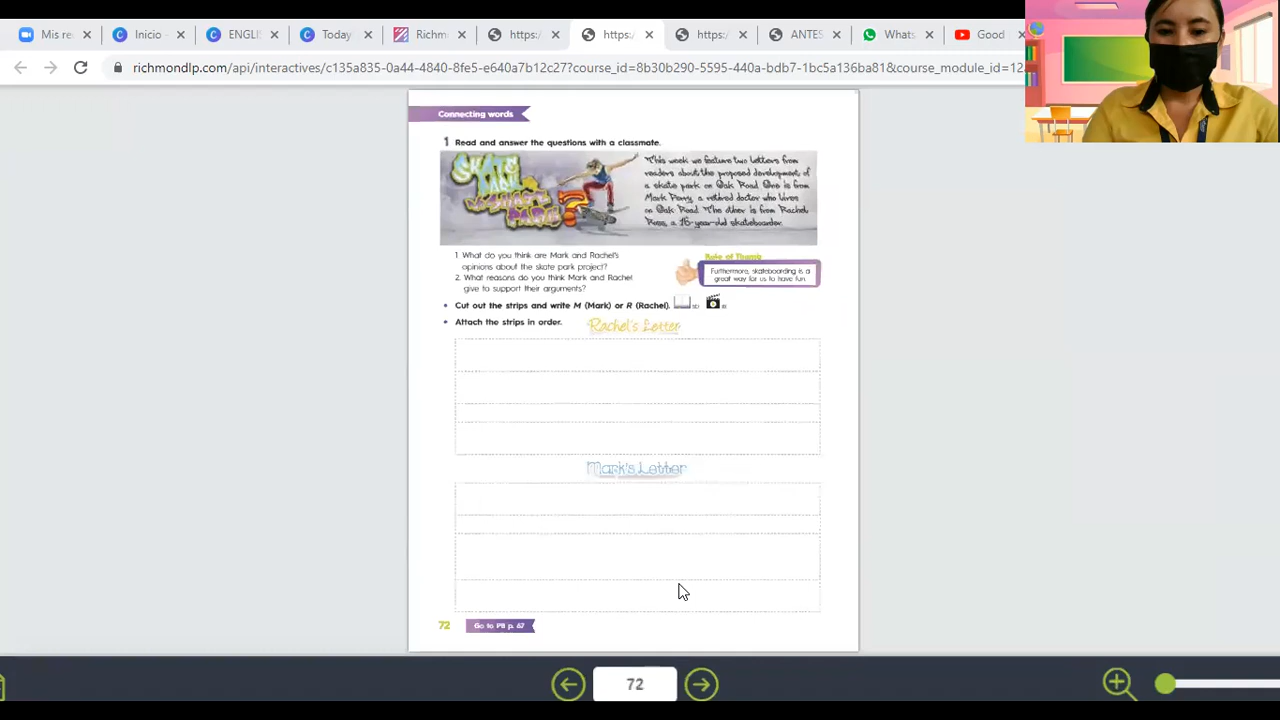 Mis re
Inicio
ENGLI
Today
Richm
https:/
https:/
https:/
ANTES
Whats
Good
richmondlp.com/api/interactives/135a835-0a44-4840-8fe5-e640a7b12c27?course_id=8b30b290-5595-440a-bdb7-1bc5a136ba81&course_module_id=12
Connecting words
1 Read and answer the questions with a classmate.
SKATE
PARK
PARK?
This week we feature two letters from
readers about the proposed development of
a skate park on Oak Road. One is from
Mark Perry, a retired doctor who lives
on Oak Road. The other is from Rachel
Ross, a 16-year-old skateboarder.
1. What do you think are Mark and Rachel's
opinions about the skate park project?
2. What reasons do you think Mark and Rachel
give to support their arguments?
Rule of Thumb
Furthermore, skateboarding is a
great way for us to have fun.
• Cut out the strips and write M (Mark) or R (Rachel).
• Attach the strips in order.
Rachel's Letter
Mark's Letter
72
Go to PB p. 67
72